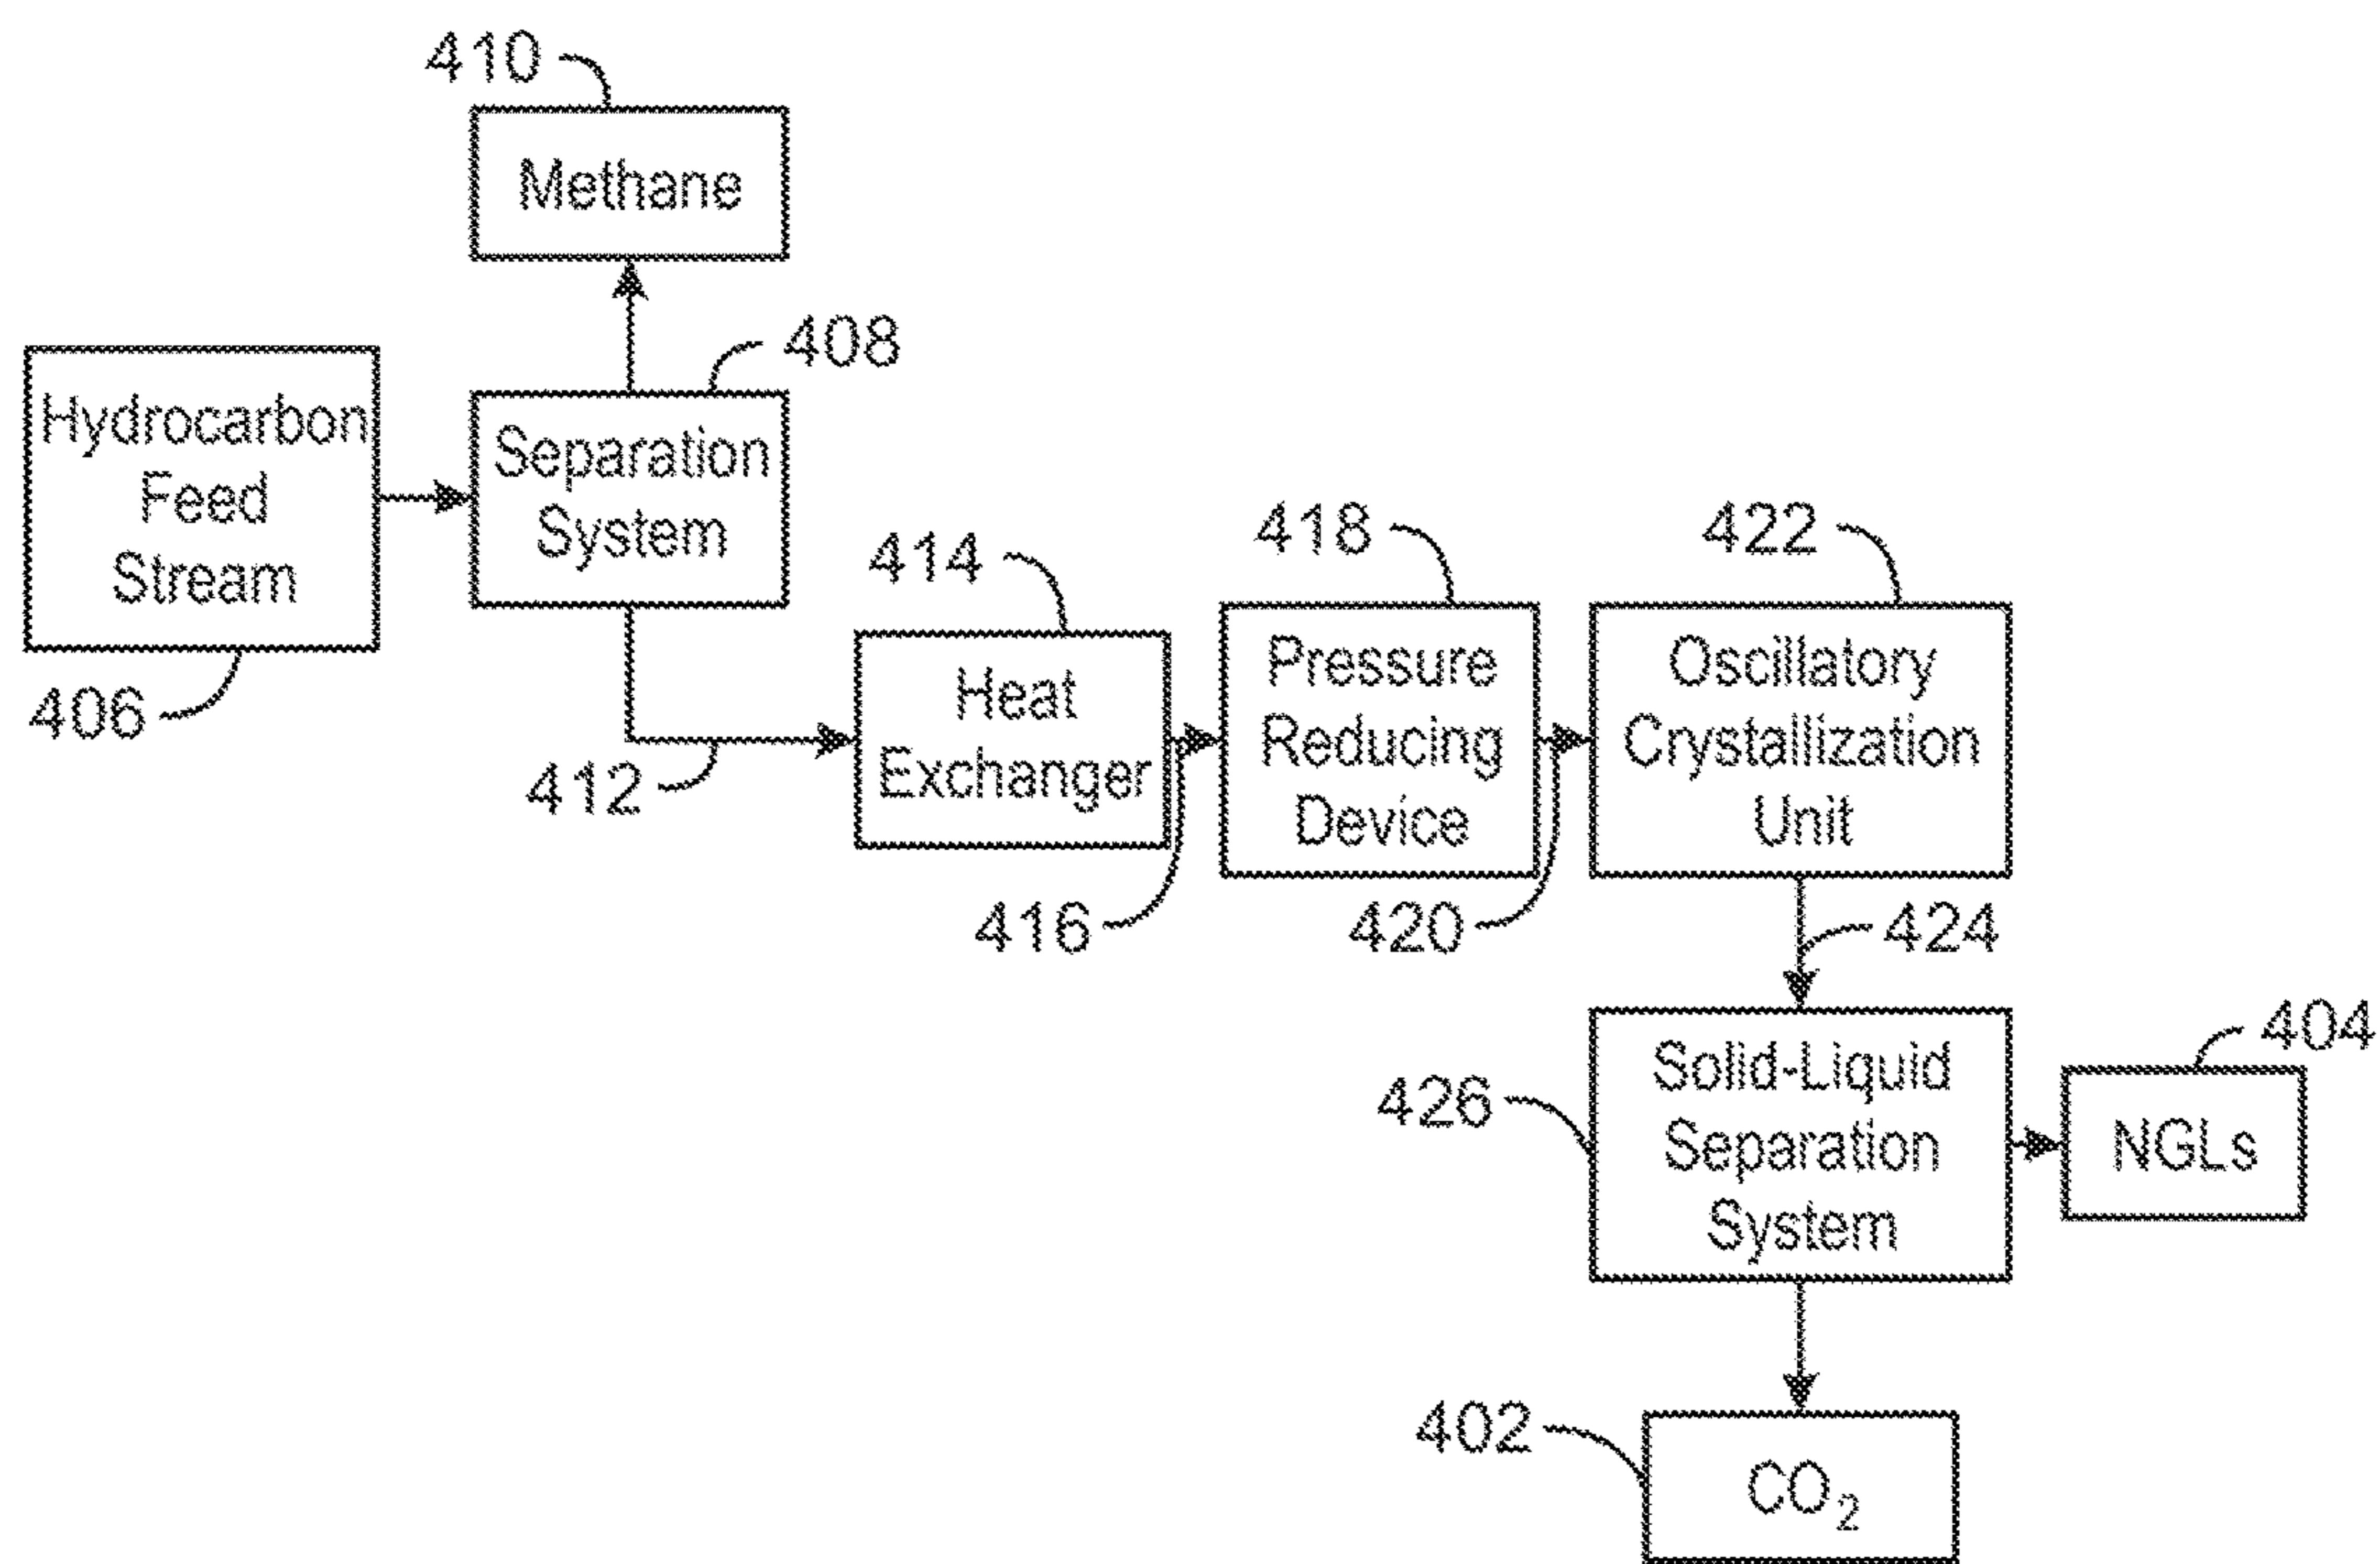 410
Methane
408
Hydrocarbon
Feed
Stream
406
Separation
System
412
414
Heat
Exchanger
416
418
Pressure
Reducing
Device
420
422
Oscillatory
Crystallization
Unit
424
426
Solid-Liquid
Separation
System
404
NGLs
402
CO₂